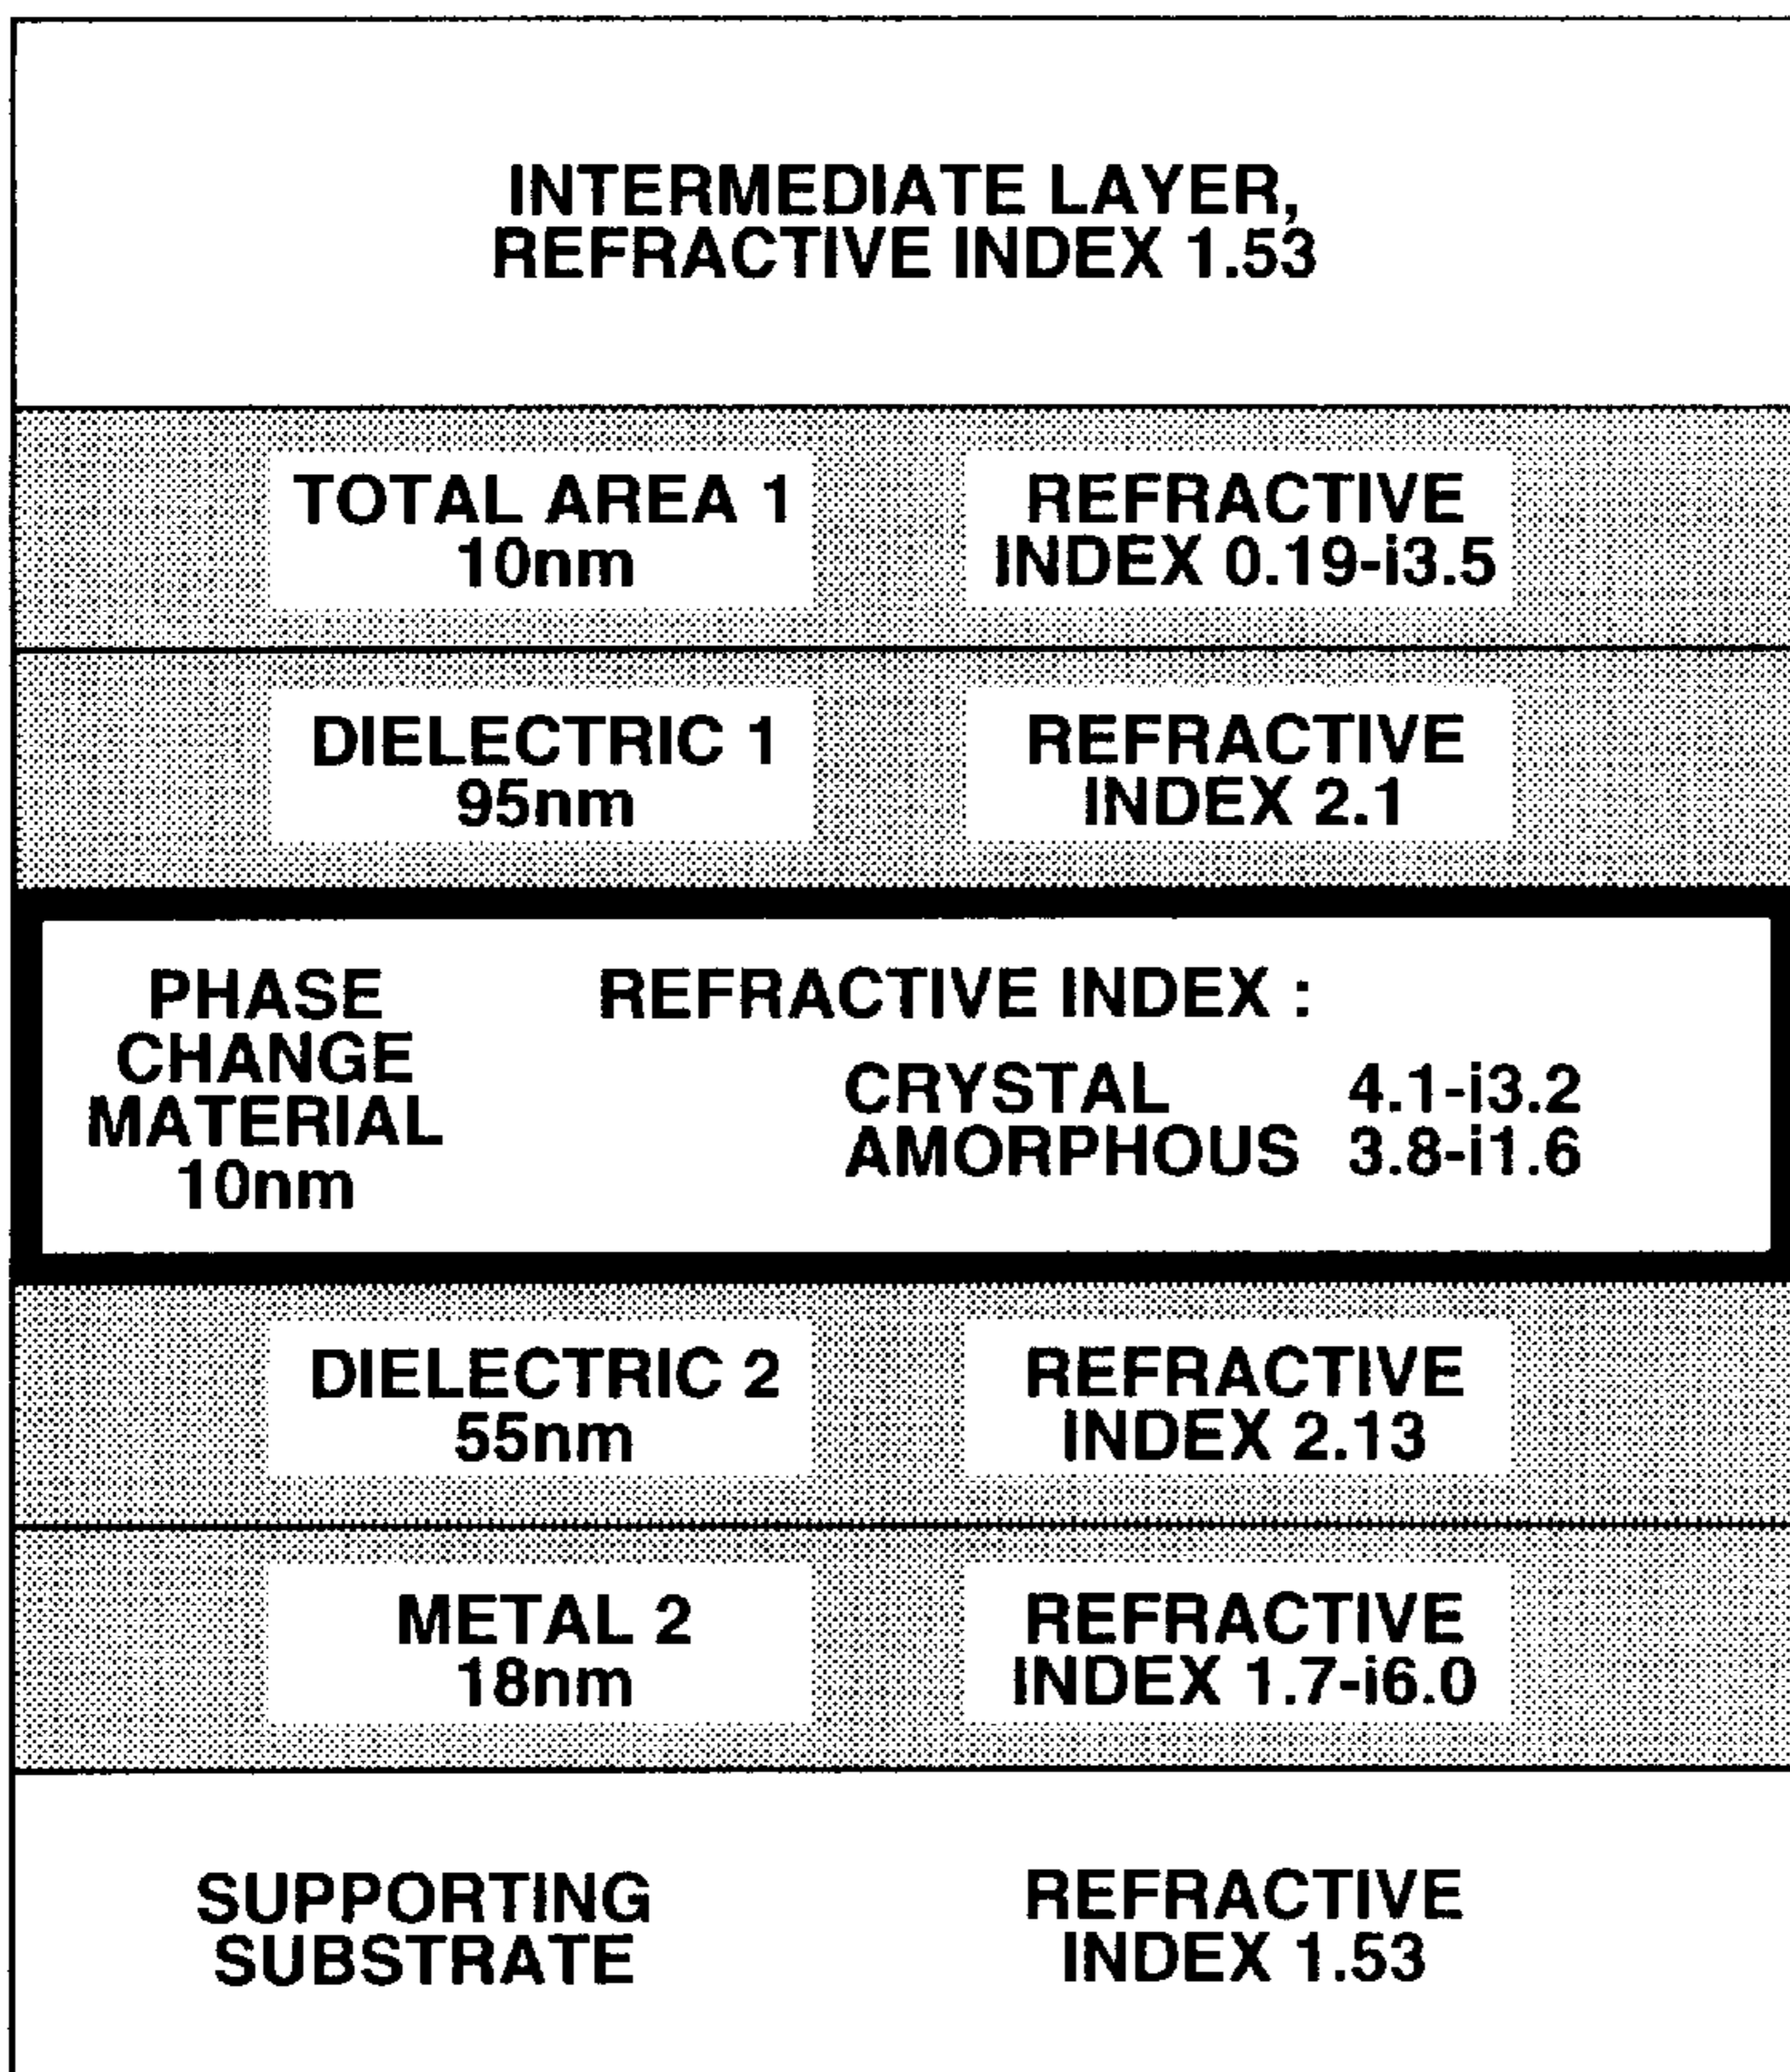 INTERMEDIATE LAYER,
REFRACTIVE INDEX 1.53
TOTAL AREA 1
10nm
REFRACTIVE
INDEX 0.19-i3.5
DIELECTRIC 1
95nm
REFRACTIVE
INDEX 2.1
PHASE
CHANGE
MATERIAL
10nm
REFRACTIVE INDEX :
CRYSTAL 4.1-i3.2
AMORPHOUS 3.8-i1.6
DIELECTRIC 2
55nm
REFRACTIVE
INDEX 2.13
METAL 2
18nm
REFRACTIVE
INDEX 1.7-i6.0
SUPPORTING
SUBSTRATE
REFRACTIVE
INDEX 1.53